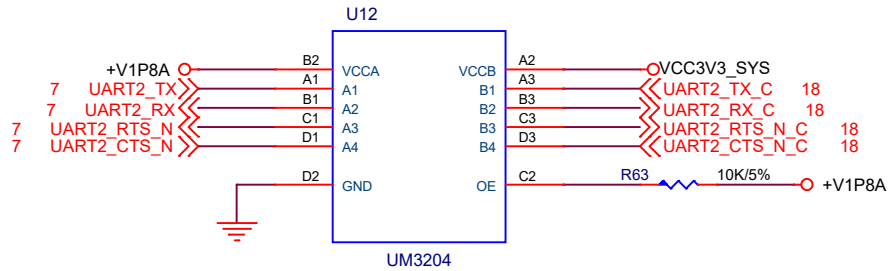 U12
+V1P8A B2 VCCA VCCB A2 VCC3V3_SYS
7 UART2_TX A1 A1 B1 A3 UART2_TX_C 18
7 UART2_RX B1 A2 B2 B3 UART2_RX_C 18
7 UART2_RTS_N C1 A3 B3 C3 UART2_RTS_N_C 18
7 UART2_CTS_N D1 A4 B4 D3 UART2_CTS_N_C 18
D2 GND OE C2 R63 10K/5% +V1P8A
UM3204